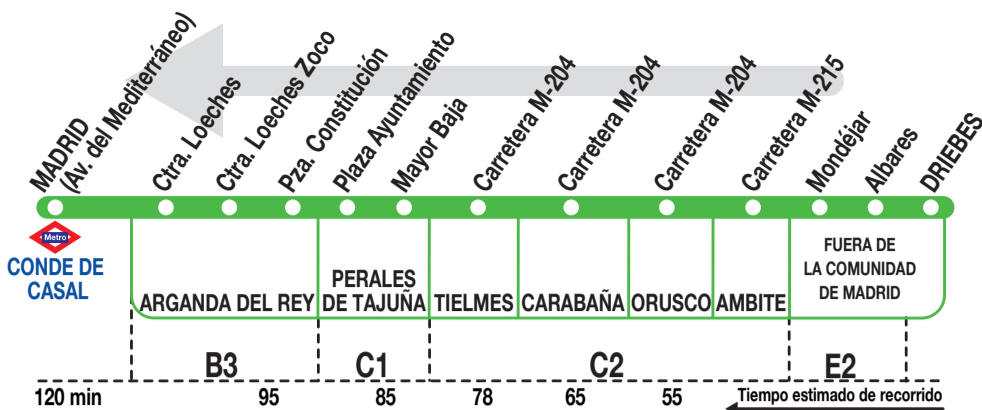 MADRID
(Av. del Mediterráneo)
Ctra. Loeches
Ctra. Loeches Zoco
Pza. Constitución
Plaza Ayuntamiento
Mayor Baja
Carretera M-204
Carretera M-204
Carretera M-204
Carretera M-215
Mondéjar
Albares
DRIEBES
Metro
CONDE DE
CASAL
ARGANDA DEL REY
PERALES
DE TAJUÑA
TIELMES
CARABAÑA
ORUSCO
AMBITE
FUERA DE
LA COMUNIDAD
DE MADRID
B3
C1
C2
E2
120 min
95
85
78
65
55
Tiempo estimado de recorrido